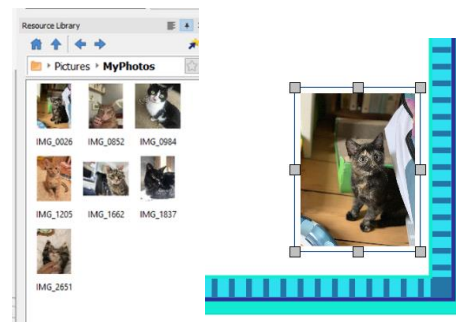 Resource Library
Pictures MyPhotos
IMG_0026 IMG_0852 IMG_0984
IMG_1205 IMG_1662 IMG_1837
IMG_2651